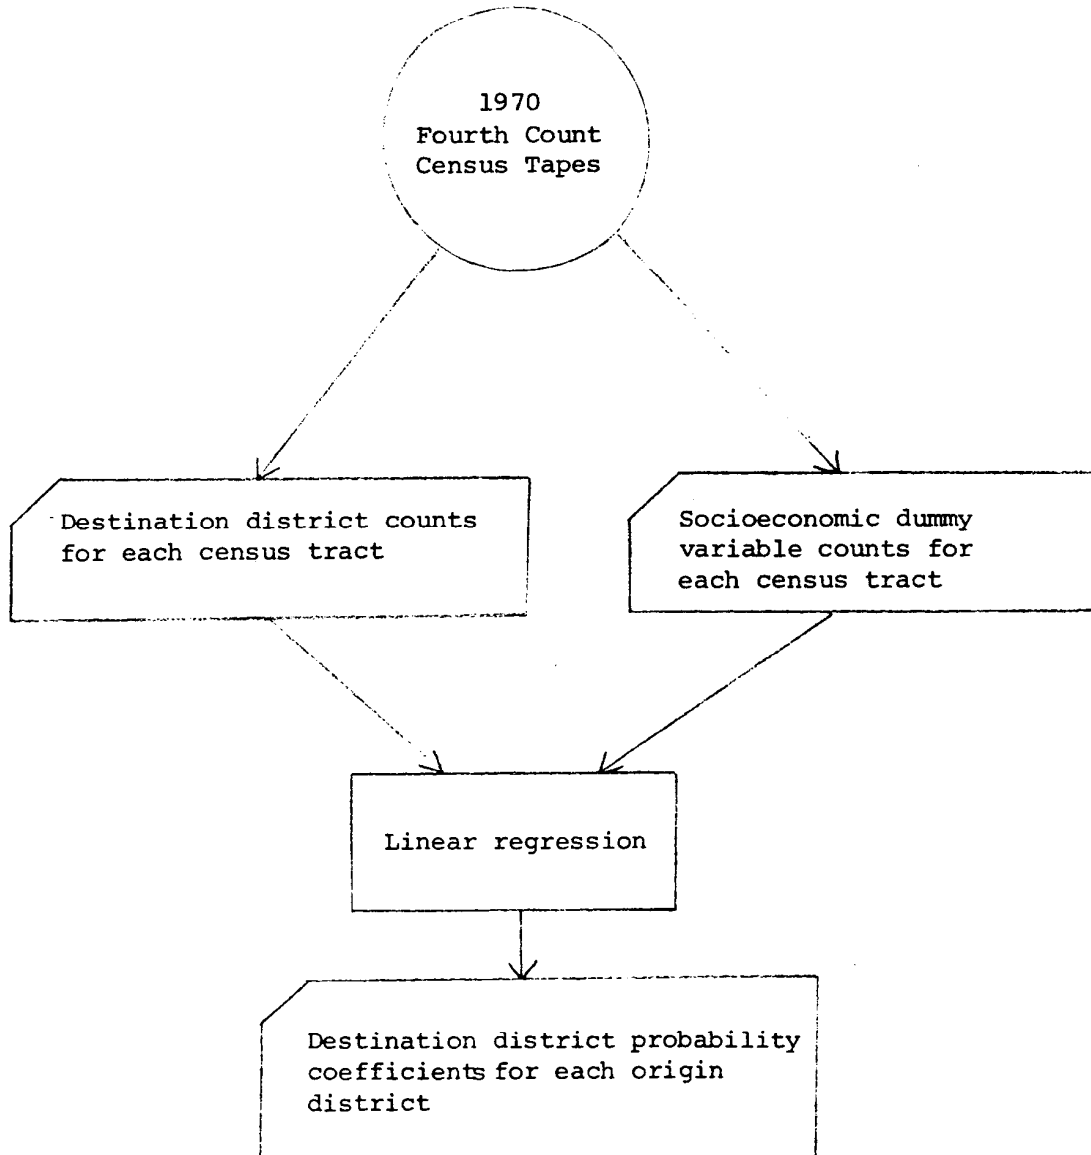 1970
Fourth Count
Census Tapes
Destination district counts
for each census tract
Socioeconomic dummy
variable counts for
each census tract
Linear regression
Destination district probability
coefficients for each origin
district